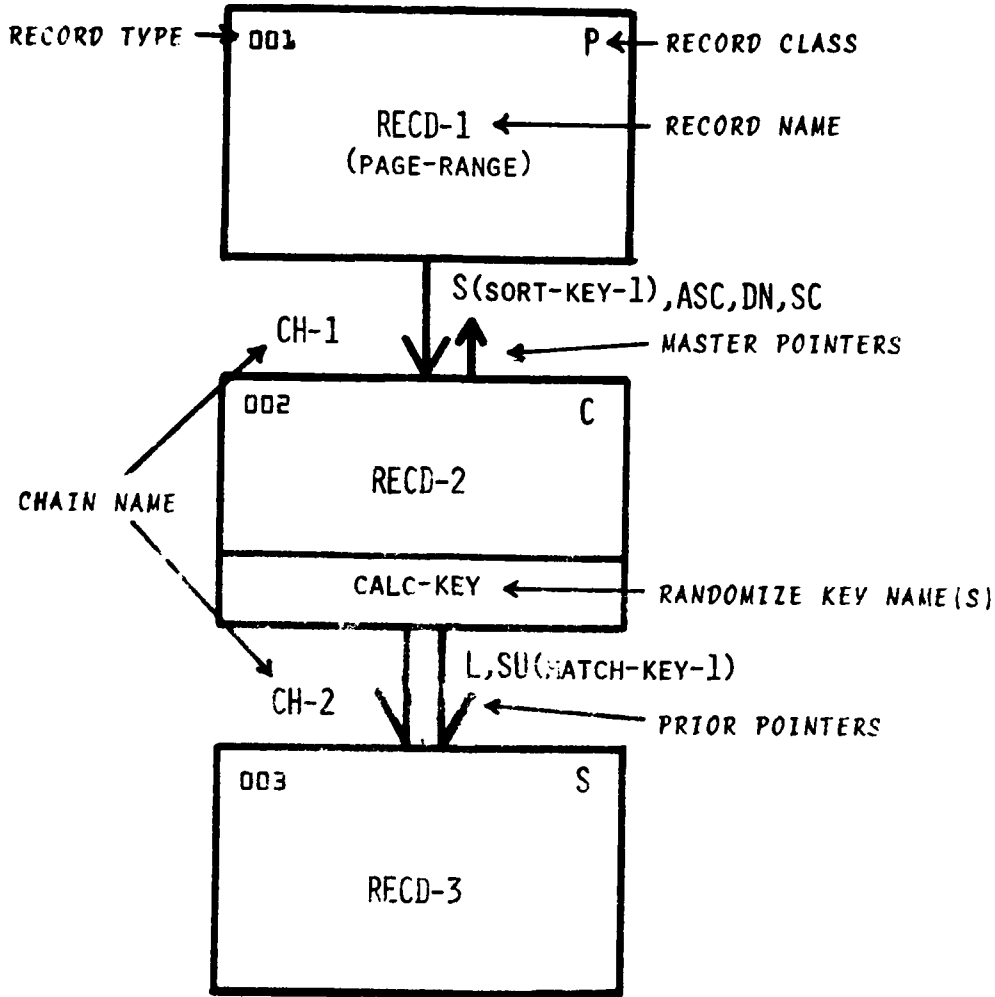 RECORD TYPE
001
P
RECORD CLASS
RECD-1
RECORD NAME
(PAGE-RANGE)
S(SORT-KEY-1),ASC,DN,SC
CH-1
MASTER POINTERS
002
C
RECD-2
CHAIN NAME
CALC-KEY
RANDOMIZE KEY NAME(S)
L,SU(MATCH-KEY-1)
CH-2
PRIOR POINTERS
003
S
RECD-3